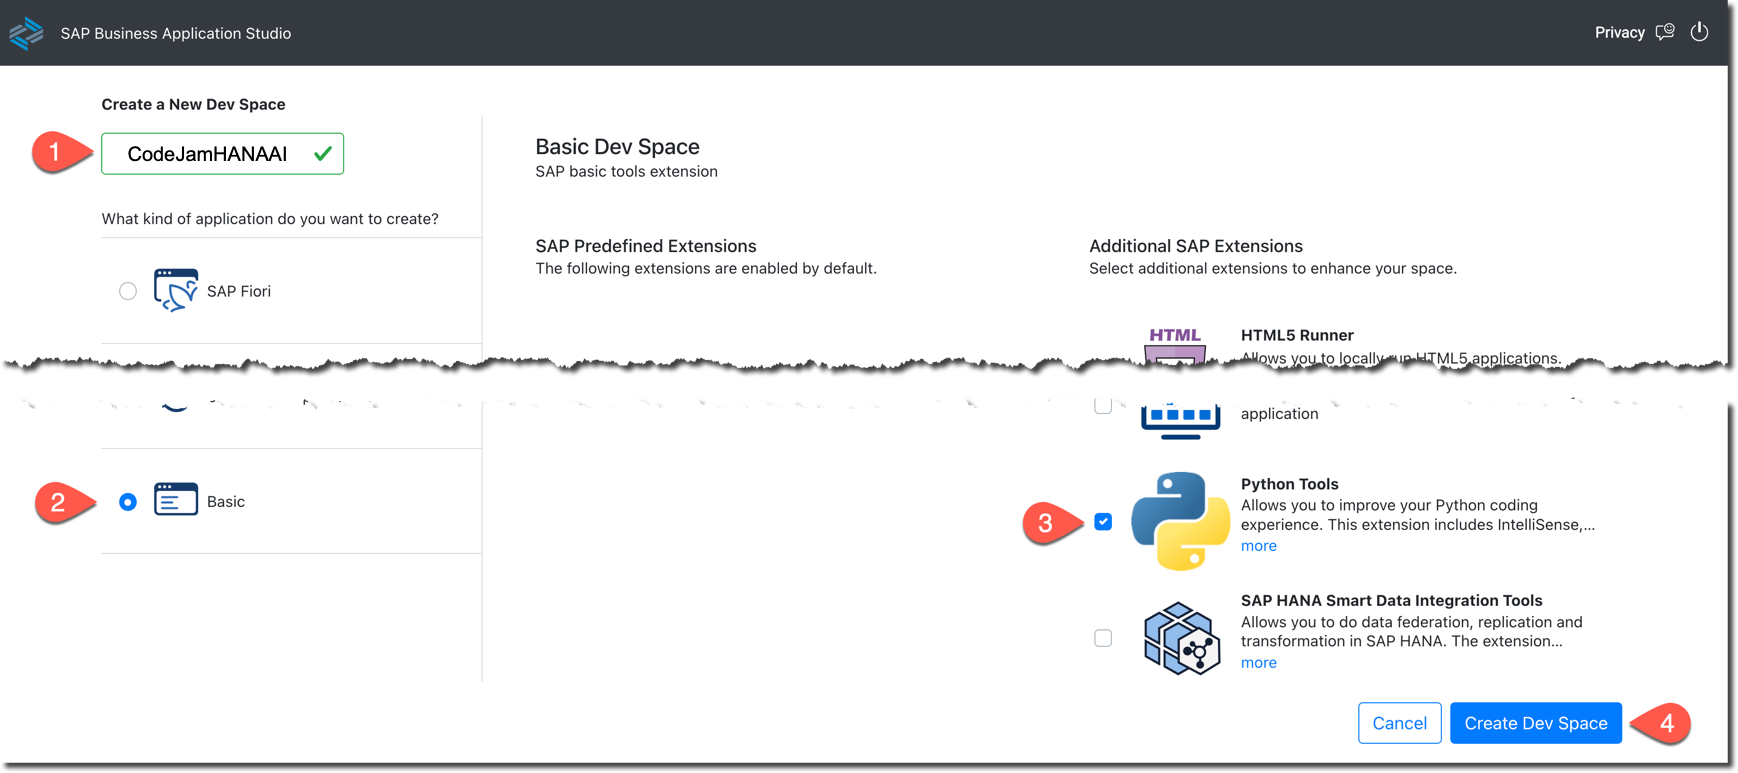 SAP Business Application Studio
Privacy
Create a New Dev Space
1
CodeJamHANAAI
What kind of application do you want to create?
SAP Fiori
2
Basic
Basic Dev Space
SAP basic tools extension
SAP Predefined Extensions
The following extensions are enabled by default.
Additional SAP Extensions
Select additional extensions to enhance your space.
HTML
HTML5 Runner
Allows you to locally run HTML5 applications.
application
3
Python Tools
Allows you to improve your Python coding
experience. This extension includes IntelliSense,...
more
SAP HANA Smart Data Integration Tools
Allows you to do data federation, replication and
transformation in SAP HANA. The extension...
more
Cancel
Create Dev Space
4